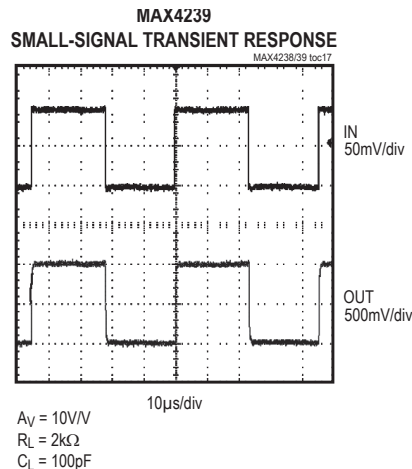 MAX4239
SMALL-SIGNAL TRANSIENT RESPONSE
MAX4238/39 toc17
IN
50mV/div
OUT
500mV/div
10µs/div
AV = 10V/V
RL = 2kΩ
CL = 100pF